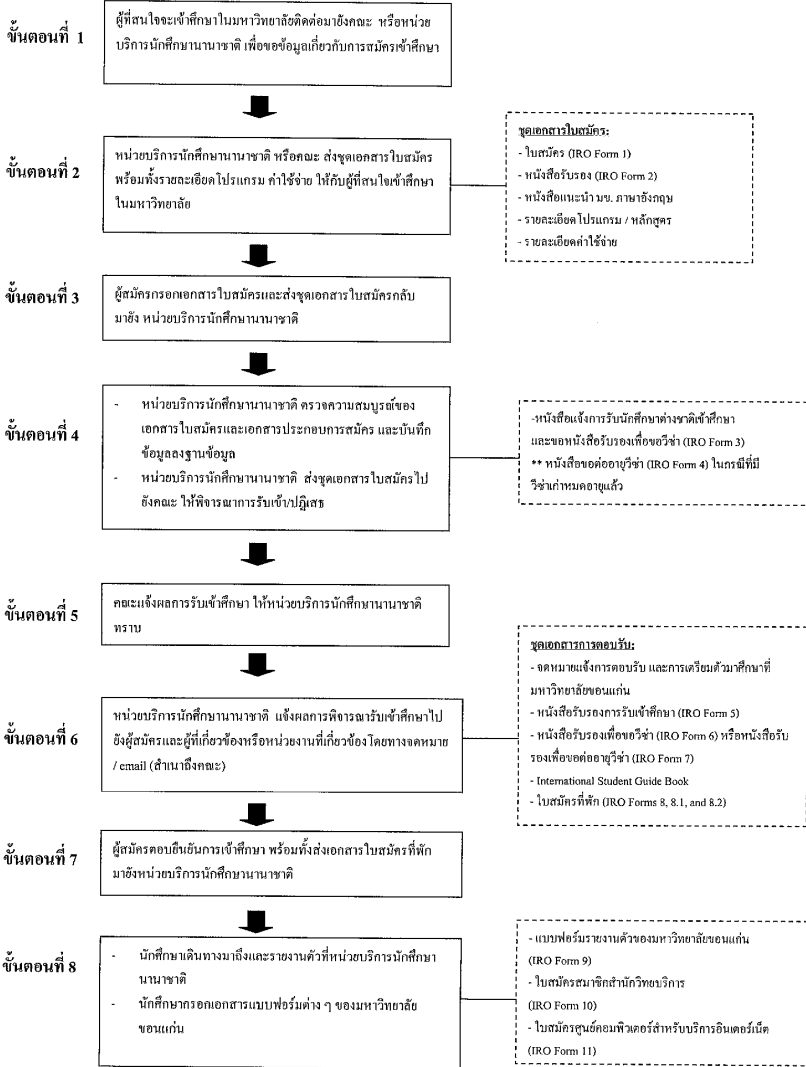 ขั้นตอนที่ 1
ผู้ที่สนใจจะเข้าศึกษาในมหาวิทยาลัยติดต่อมายังคณะ หรือหน่วย
บริการนักศึกษานานาชาติ เพื่อขอข้อมูลเกี่ยวกับการสมัครเข้าศึกษา
ขั้นตอนที่ 2
หน่วยบริการนักศึกษานานาชาติ หรือคณะ ส่งชุดเอกสารใบสมัคร
พร้อมทั้งรายละเอียดโปรแกรม ค่าใช้จ่าย ให้กับผู้ที่สนใจเข้าศึกษา
ในมหาวิทยาลัย
ชุดเอกสารใบสมัคร:
- ใบสมัคร (IRO Form 1)
- หนังสือรับรอง (IRO Form 2)
- หนังสือแนะนำ มข. ภาษาอังกฤษ
- รายละเอียดโปรแกรม / หลักสูตร
- รายละเอียดค่าใช้จ่าย
ขั้นตอนที่ 3
ผู้สมัครกรอกเอกสารใบสมัครและส่งชุดเอกสารใบสมัครกลับ
มายัง หน่วยบริการนักศึกษานานาชาติ
ขั้นตอนที่ 4
- หน่วยบริการนักศึกษานานาชาติ ตรวจความสมบูรณ์ของ
เอกสารใบสมัครและเอกสารประกอบการสมัคร และบันทึก
ข้อมูลลงฐานข้อมูล
- หน่วยบริการนักศึกษานานาชาติ ส่งชุดเอกสารใบสมัครไป
ยังคณะ ให้พิจารณาการรับเข้า/ปฏิเสธ
-หนังสือแจ้งการรับนักศึกษาต่างชาติเข้าศึกษา
และขอหนังสือรับรองเพื่อขอวีซ่า (IRO Form 3)
** หนังสือขอต่ออายุวีซ่า (IRO Form 4) ในกรณีที่มี
วีซ่าเก่าหมดอายุแล้ว
ขั้นตอนที่ 5
คณะแจ้งผลการรับเข้าศึกษา ให้หน่วยบริการนักศึกษานานาชาติ
ทราบ
ขั้นตอนที่ 6
หน่วยบริการนักศึกษานานาชาติ แจ้งผลการพิจารณารับเข้าศึกษาไป
ยังผู้สมัครและผู้ที่เกี่ยวข้องหรือหน่วยงานที่เกี่ยวข้องโดยทางจดหมาย
/ email (สำเนาถึงคณะ)
ชุดเอกสารการตอบรับ:
- จดหมายแจ้งการตอบรับ และการเตรียมตัวมาศึกษาที่
มหาวิทยาลัยขอนแก่น
- หนังสือรับรองการรับเข้าศึกษา (IRO Form 5)
- หนังสือรับรองเพื่อขอวีซ่า (IRO Form 6) หรือหนังสือรับ
รองเพื่อขอต่ออายุวีซ่า (IRO Form 7)
- International Student Guide Book
- ใบสมัครที่พัก (IRO Forms 8, 8.1, and 8.2)
ขั้นตอนที่ 7
ผู้สมัครตอบยืนยันการเข้าศึกษา พร้อมทั้งส่งเอกสารใบสมัครที่พัก
มายังหน่วยบริการนักศึกษานานาชาติ
ขั้นตอนที่ 8
- นักศึกษาเดินทางมาถึงและรายงานตัวที่หน่วยบริการนักศึกษา
นานาชาติ
- นักศึกษากรอกเอกสารแบบฟอร์มต่าง ๆ ของมหาวิทยาลัย
ขอนแก่น
- แบบฟอร์มรายงานตัวของมหาวิทยาลัยขอนแก่น
(IRO Form 9)
- ใบสมัครสมาชิกสำนักวิทยบริการ
(IRO Form 10)
- ใบสมัครศูนย์คอมพิวเตอร์สำหรับบริการอินเตอร์เน็ต
(IRO Form 11)